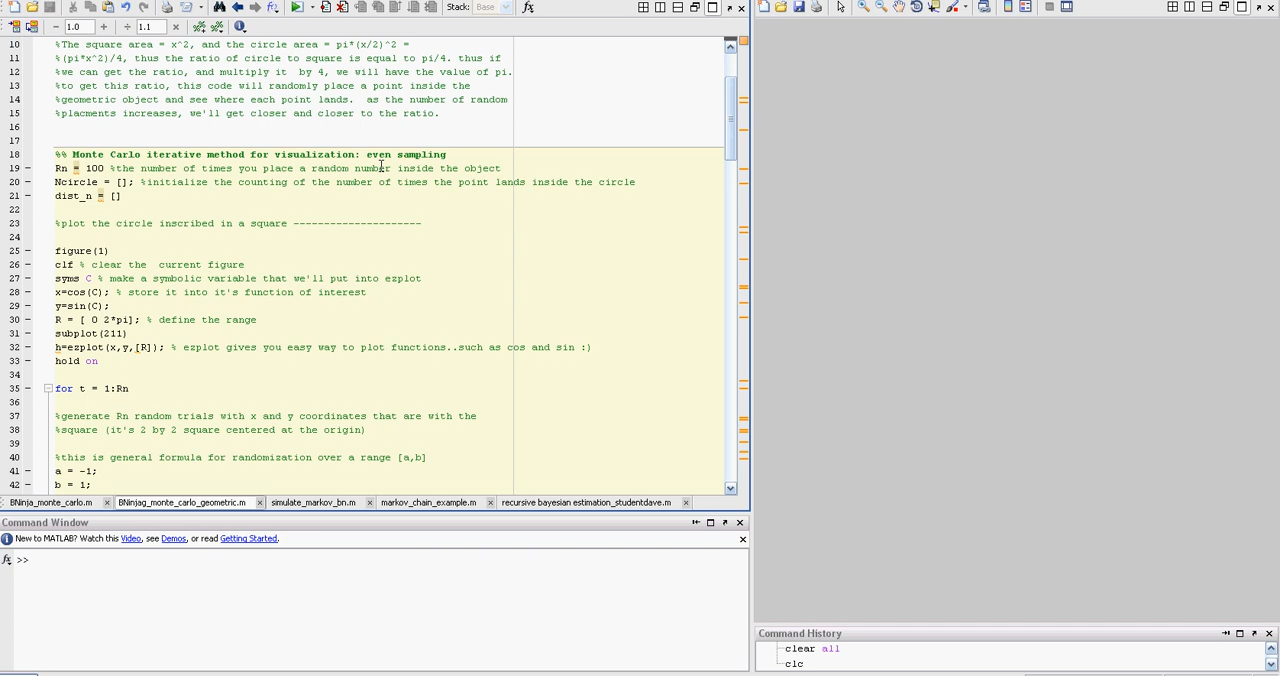 Stack: Base fx
1.0 1.1
10 %The square area = x^2, and the circle area = pi*(x/2)^2 =
11 %(pi*x^2)/4, thus the ratio of circle to square is equal to pi/4. thus if
12 %we can get the ratio, and multiply it  by 4, we will have the value of pi.
13 %to get this ratio, this code will randomly place a point inside the
14 %geometric object and see where each point lands.  as the number of random
15 %placments increases, we'll get closer and closer to the ratio.
16
17
18 %% Monte Carlo iterative method for visualization: even sampling
19 Rn = 100 %the number of times you place a random number inside the object
20 Ncircle = []; %initialize the counting of the number of times the point lands inside the circle
21 dist_n = []
22
23 %plot the circle inscribed in a square ---------------------
24
25 figure(1)
26 clf % clear the  current figure
27 syms C % make a symbolic variable that we'll put into ezplot
28 x=cos(C); % store it into it's function of interest
29 y=sin(C);
30 R = [ 0 2*pi]; % define the range
31 subplot(211)
32 h=ezplot(x,y,[R]); % ezplot gives you easy way to plot functions..such as cos and sin :)
33 hold on
34
35 for t = 1:Rn
36
37 %generate Rn random trials with x and y coordinates that are with the
38 %square (it's 2 by 2 square centered at the origin)
39
40 %this is general formula for randomization over a range [a,b]
41 a = -1;
42 b = 1;
BNinja_monte_carlo.m BNinjag_monte_carlo_geometric.m simulate_markov_bn.m markov_chain_example.m recursive bayesian estimation_studentdave.m
Command Window
New to MATLAB? Watch this Video, see Demos, or read Getting Started.
fx >>
Command History
clear all
clc